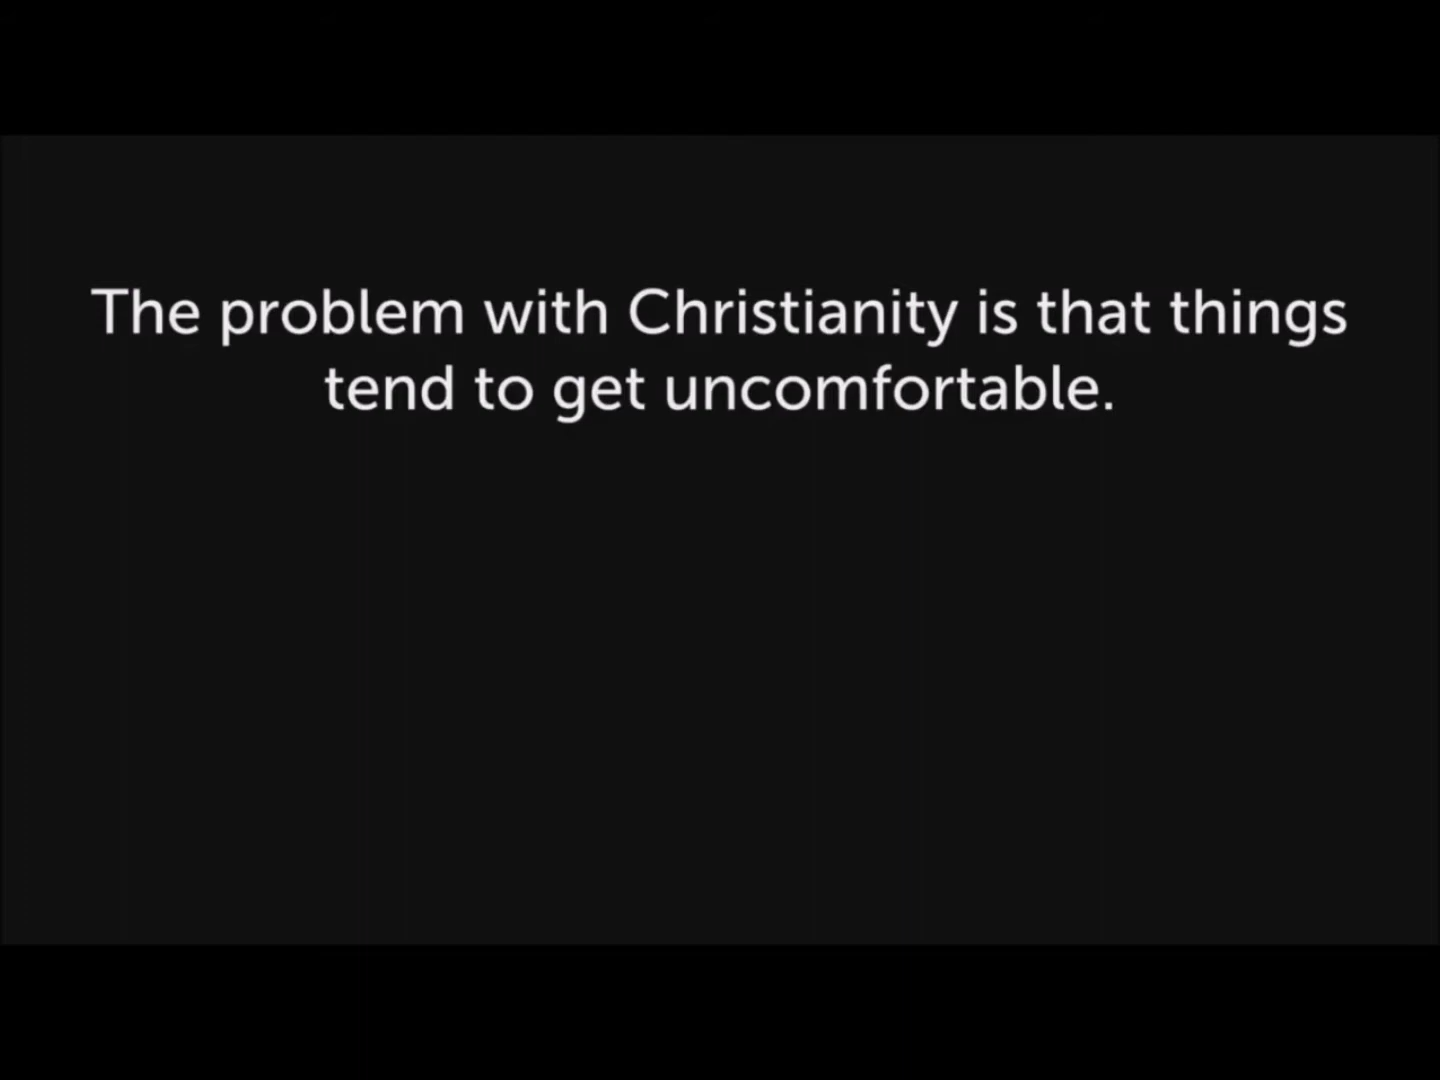 The problem with Christianity is that things
tend to get uncomfortable.